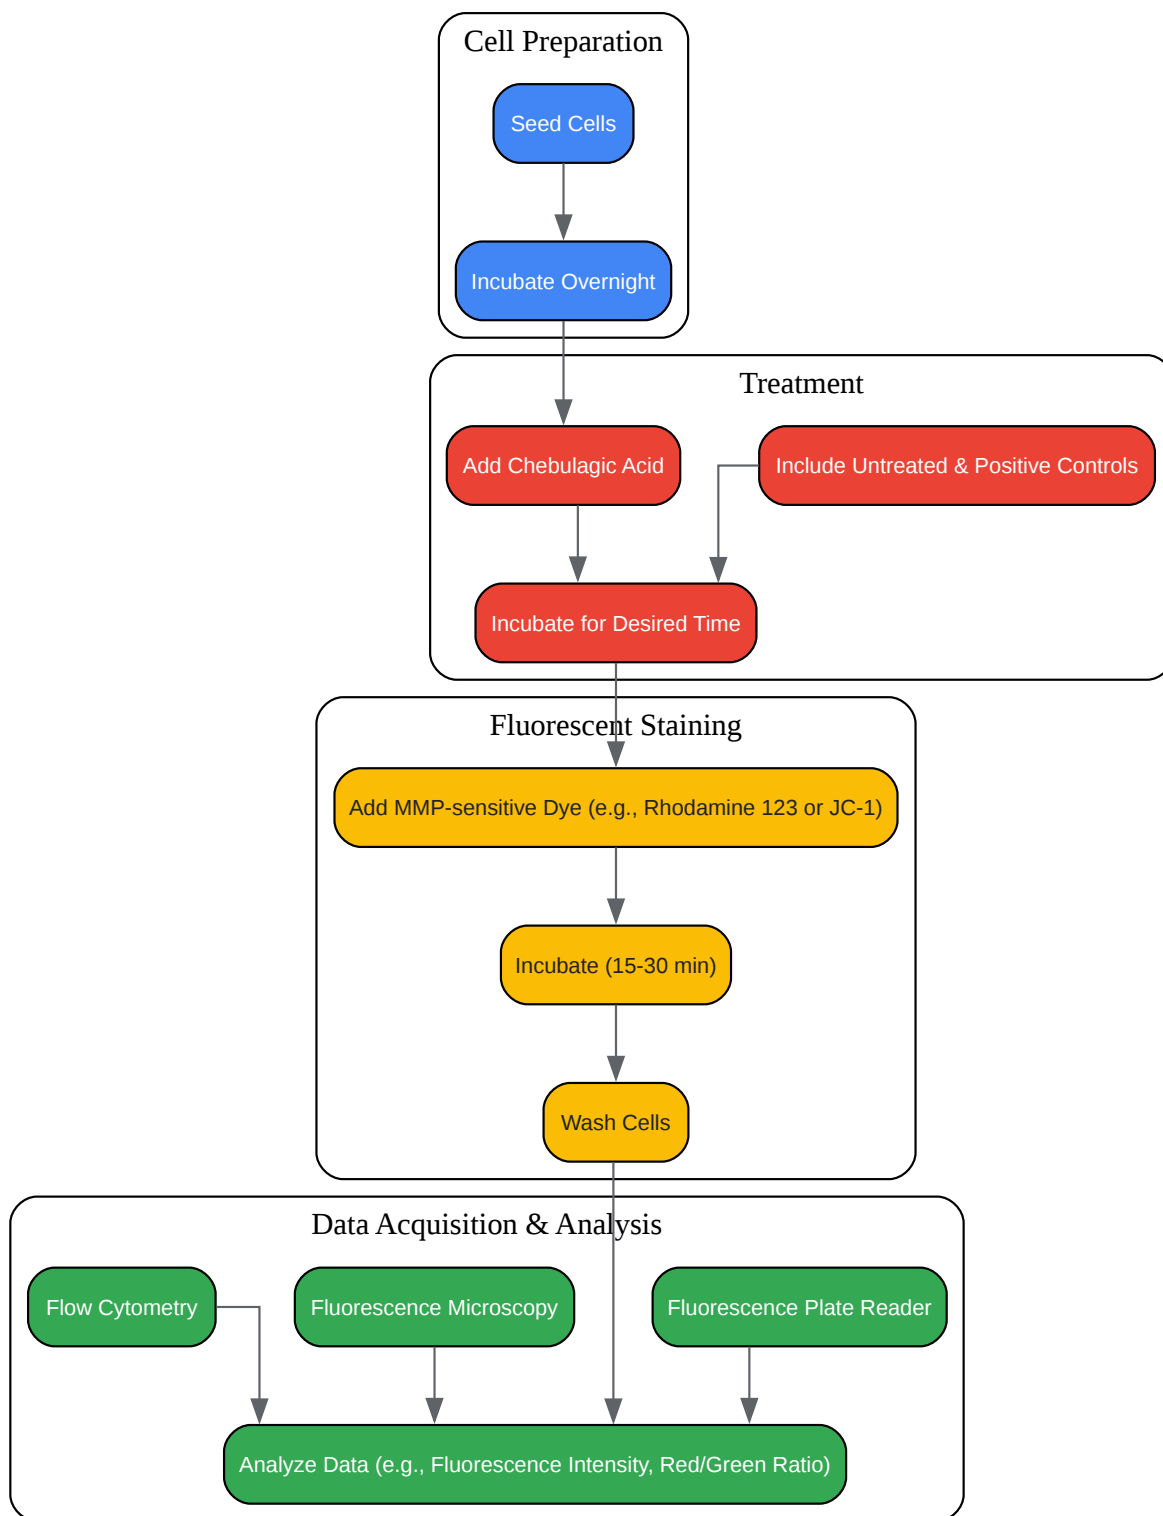 Cell Preparation
Seed Cells
Incubate Overnight
Treatment
Add Chebulagic Acid
Include Untreated & Positive Controls
Incubate for Desired Time
Fluorescent Staining
Add MMP-sensitive Dye (e.g., Rhodamine 123 or JC-1)
Incubate (15-30 min)
Wash Cells
Data Acquisition & Analysis
Flow Cytometry
Fluorescence Microscopy
Fluorescence Plate Reader
Analyze Data (e.g., Fluorescence Intensity, Red/Green Ratio)